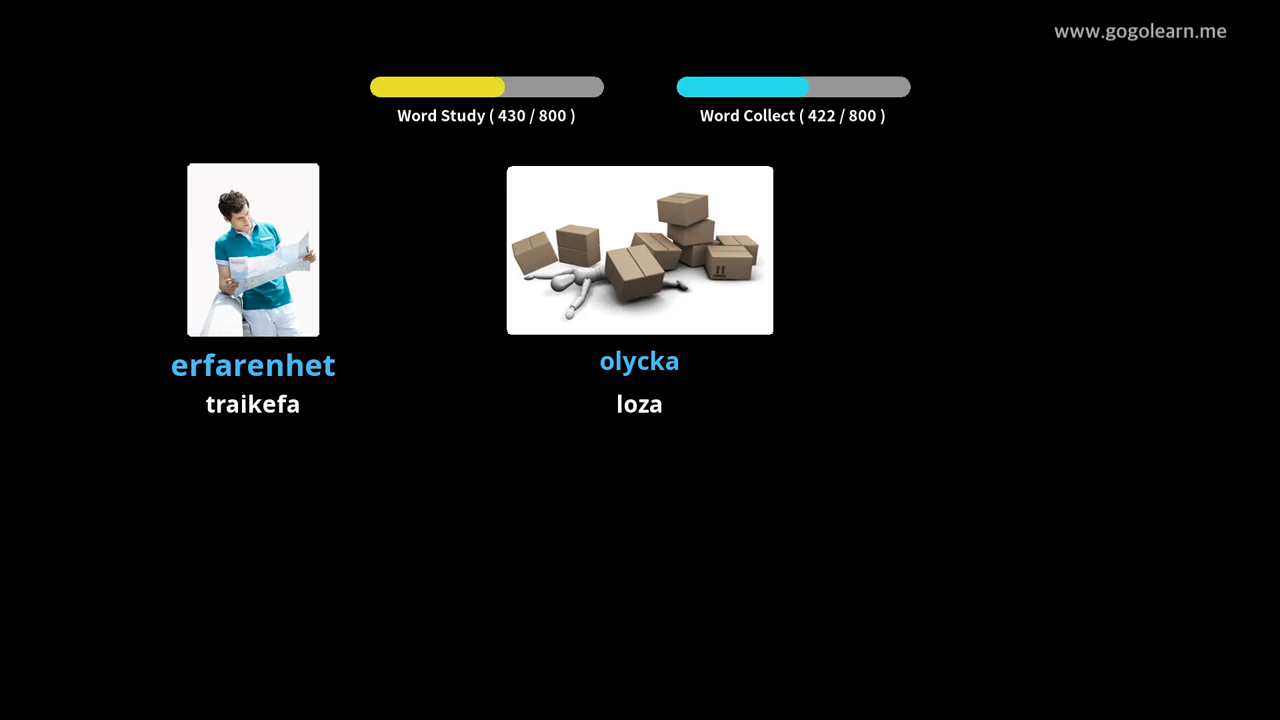 www.gogolearn.me
Word Study ( 430 / 800 )
Word Collect ( 422 / 800 )
erfarenhet
traikefa
olycka
loza